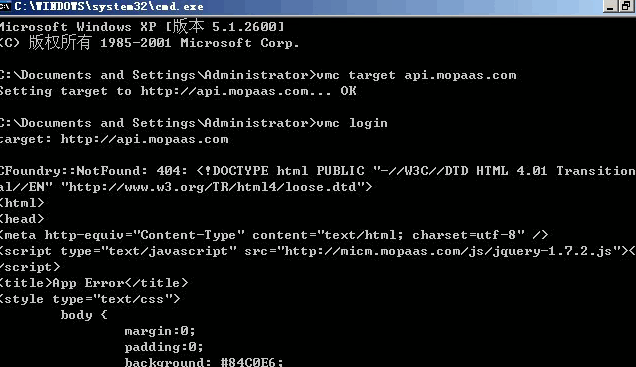 C:\WINDOWS\system32\cmd.exe
Microsoft Windows XP [版本 5.1.2600]
(C) 版权所有 1985-2001 Microsoft Corp.
C:\Documents and Settings\Administrator>vmc target api.mopaas.com
Setting target to http://api.mopaas.com... OK
C:\Documents and Settings\Administrator>vmc login
target: http://api.mopaas.com
CFoundry::NotFound: 404: <!DOCTYPE html PUBLIC "-//W3C//DTD HTML 4.01 Transition
al//EN" "http://www.w3.org/TR/html4/loose.dtd">
<html>
<head>
<meta http-equiv="Content-Type" content="text/html; charset=utf-8" />
<script type="text/javascript" src="http://micm.mopaas.com/js/jquery-1.7.2.js"><
/script>
<title>App Error</title>
<style type="text/css">
body {
margin:0;
padding:0;
background: #84C0E6;